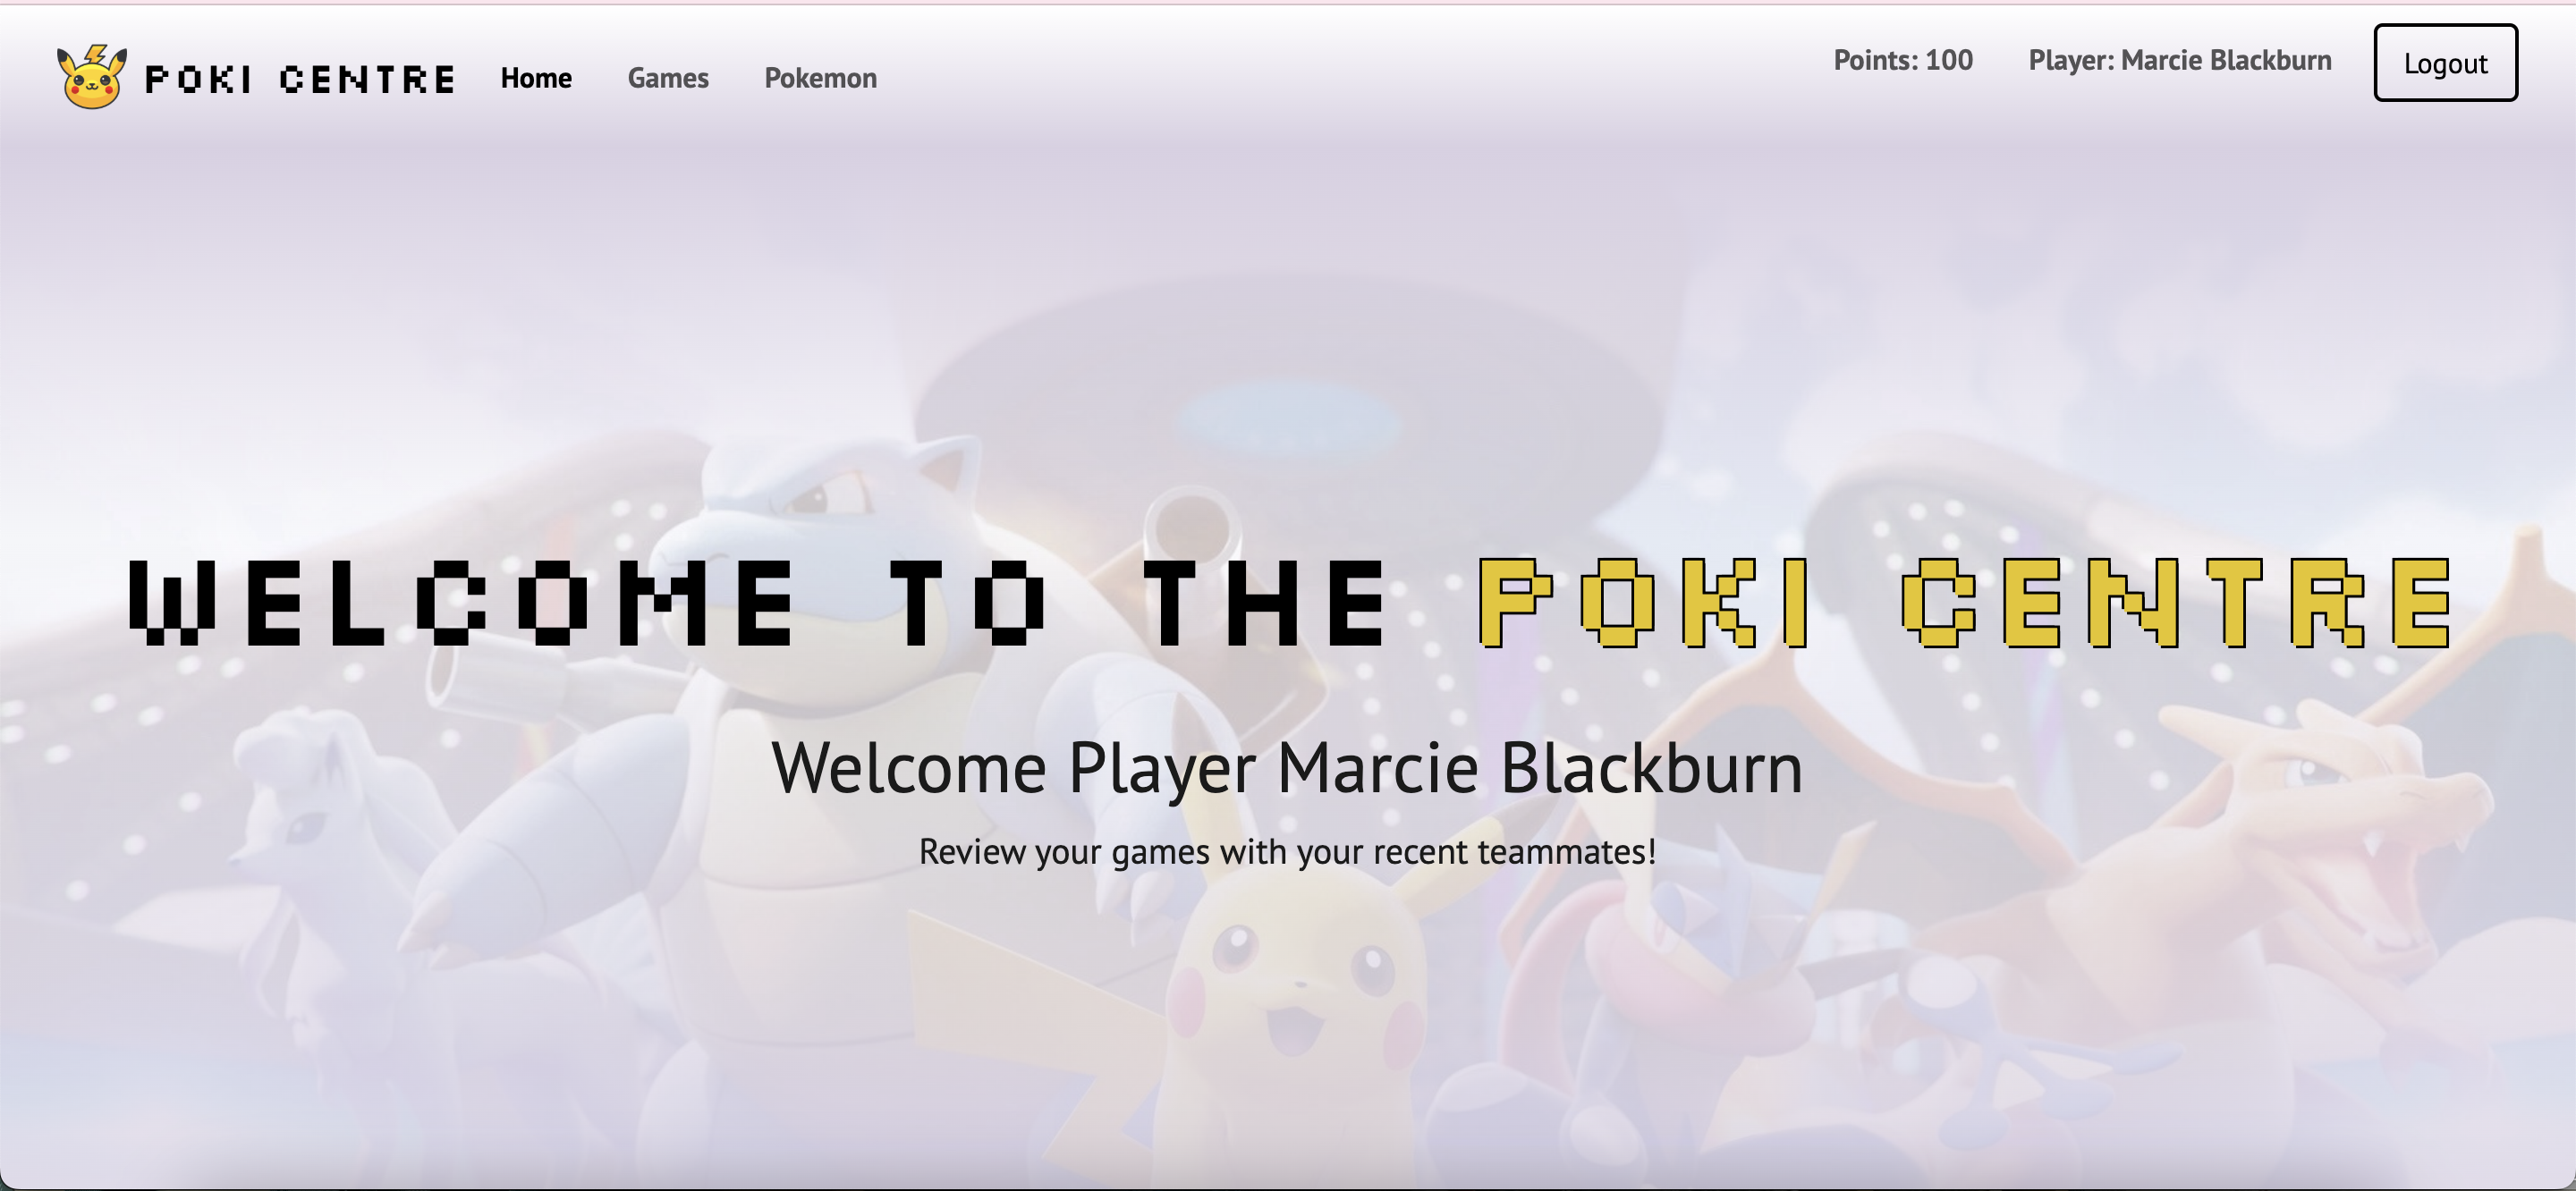 POKI CENTRE Home Games Pokemon Points: 100 Player: Marcie Blackburn Logout
WELCOME TO THE POKI CENTRE
Welcome Player Marcie Blackburn
Review your games with your recent teammates!